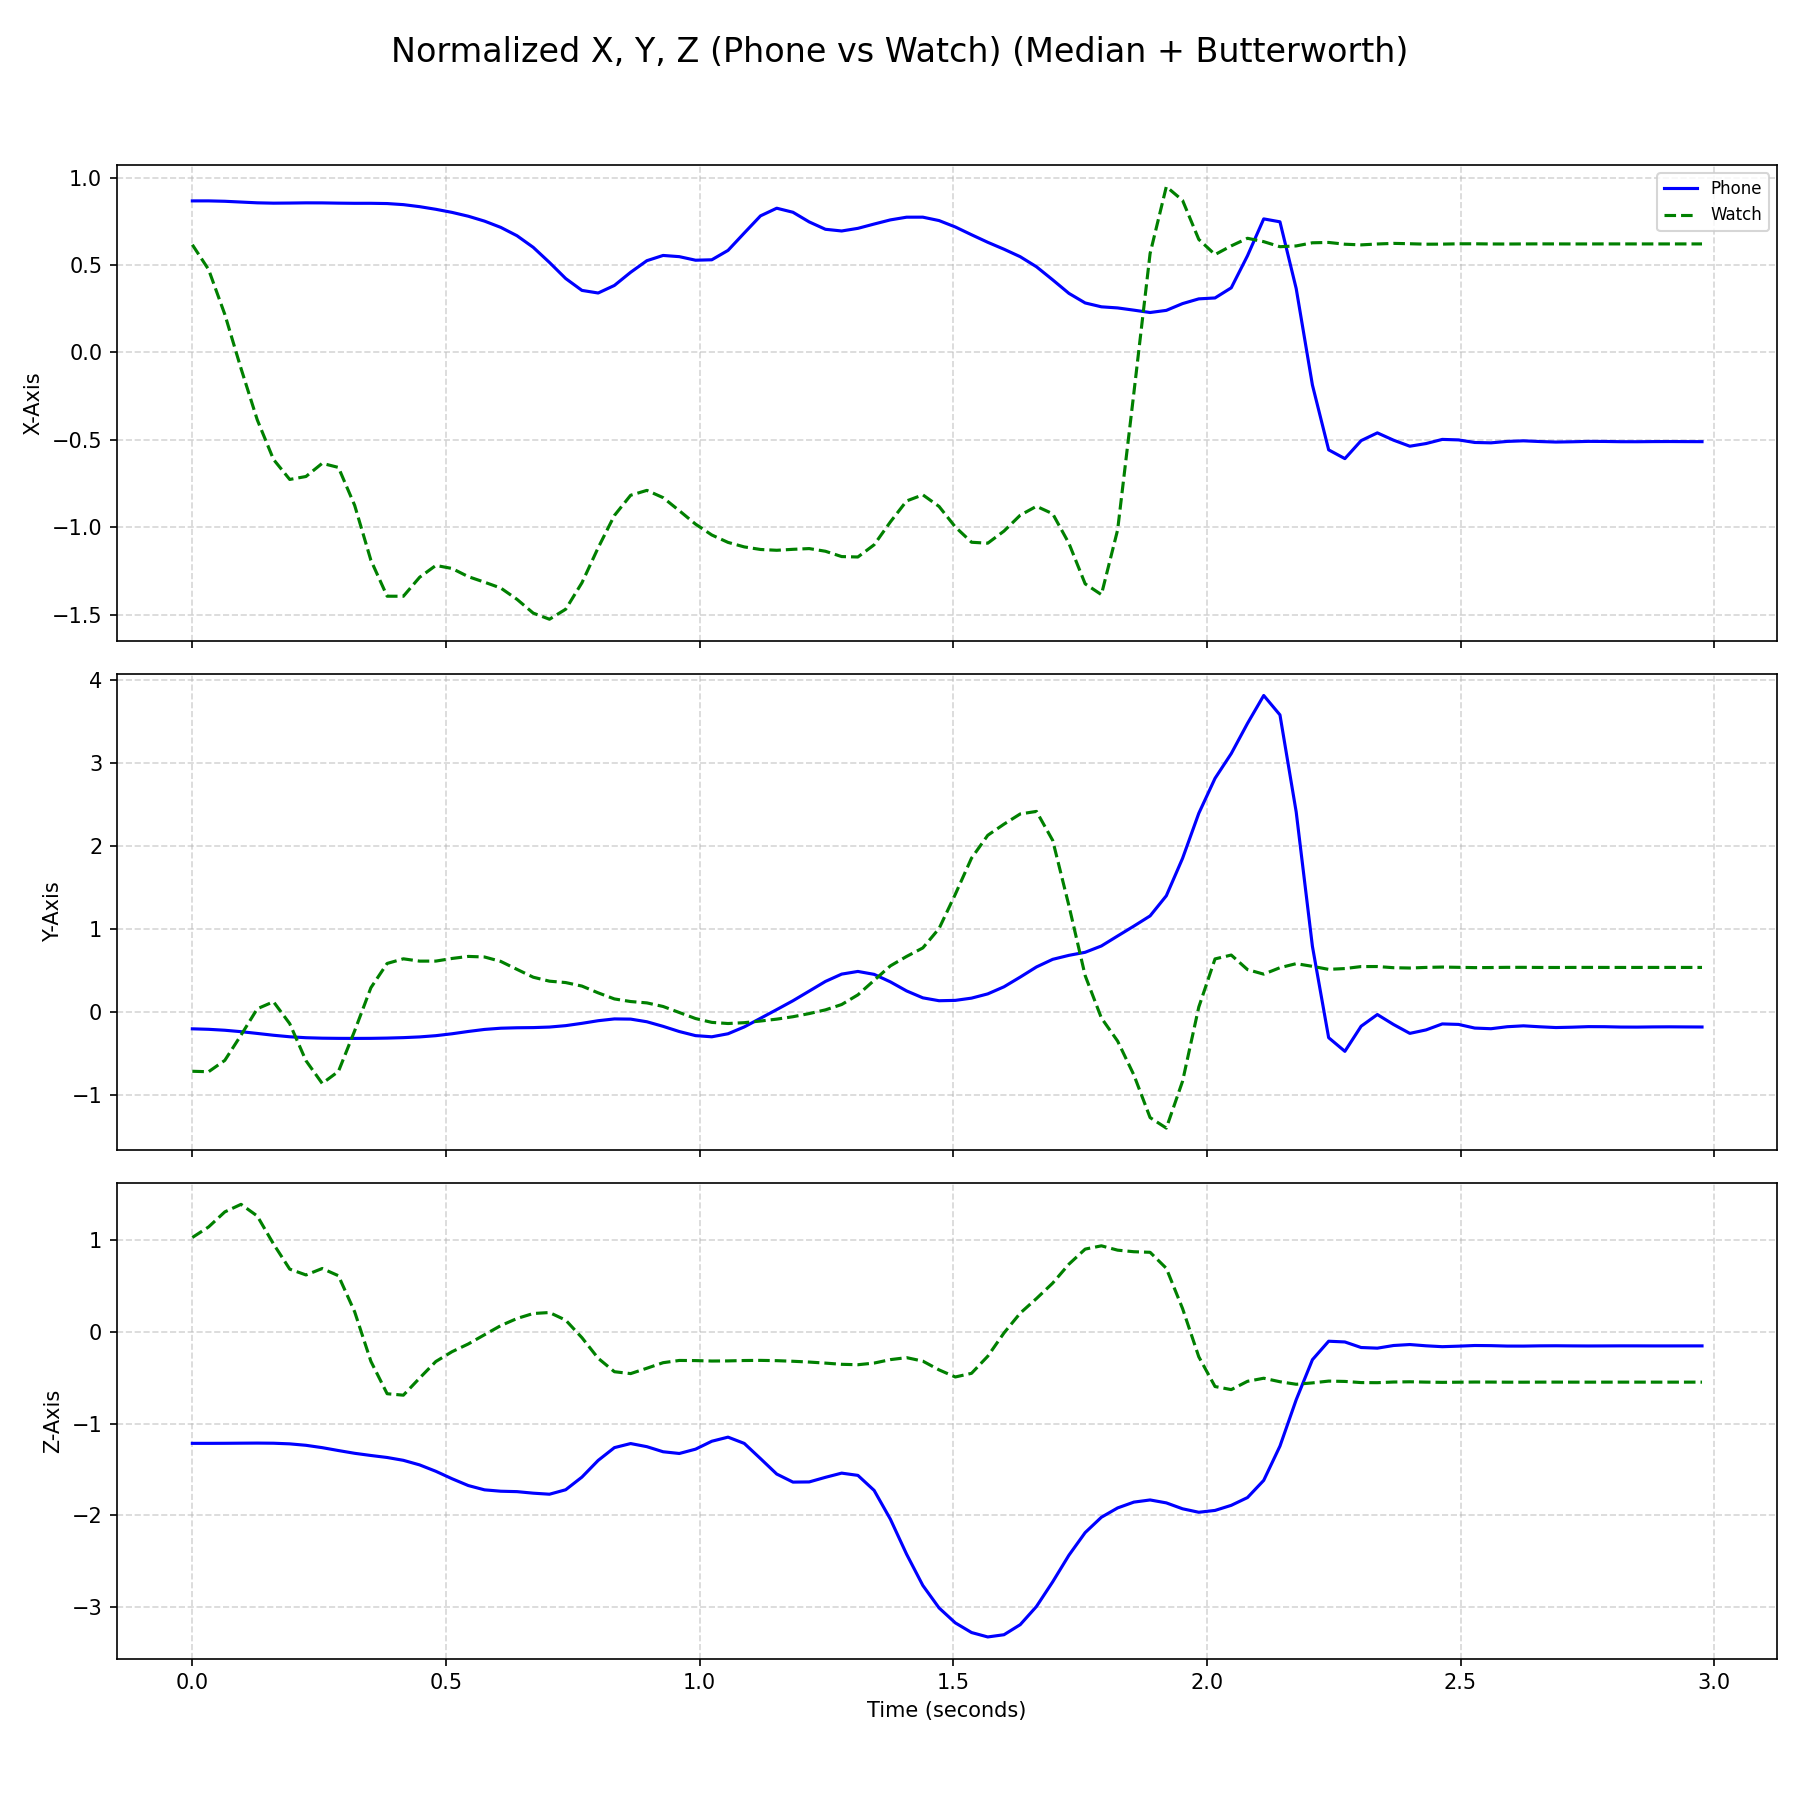 Normalized X, Y, Z (Phone vs Watch) (Median + Butterworth)
Phone
Watch
X-Axis
1.0
0.5
0.0
−0.5
−1.0
−1.5
Y-Axis
4
3
2
1
0
−1
Z-Axis
1
0
−1
−2
−3
0.0 0.5 1.0 1.5 2.0 2.5 3.0
Time (seconds)